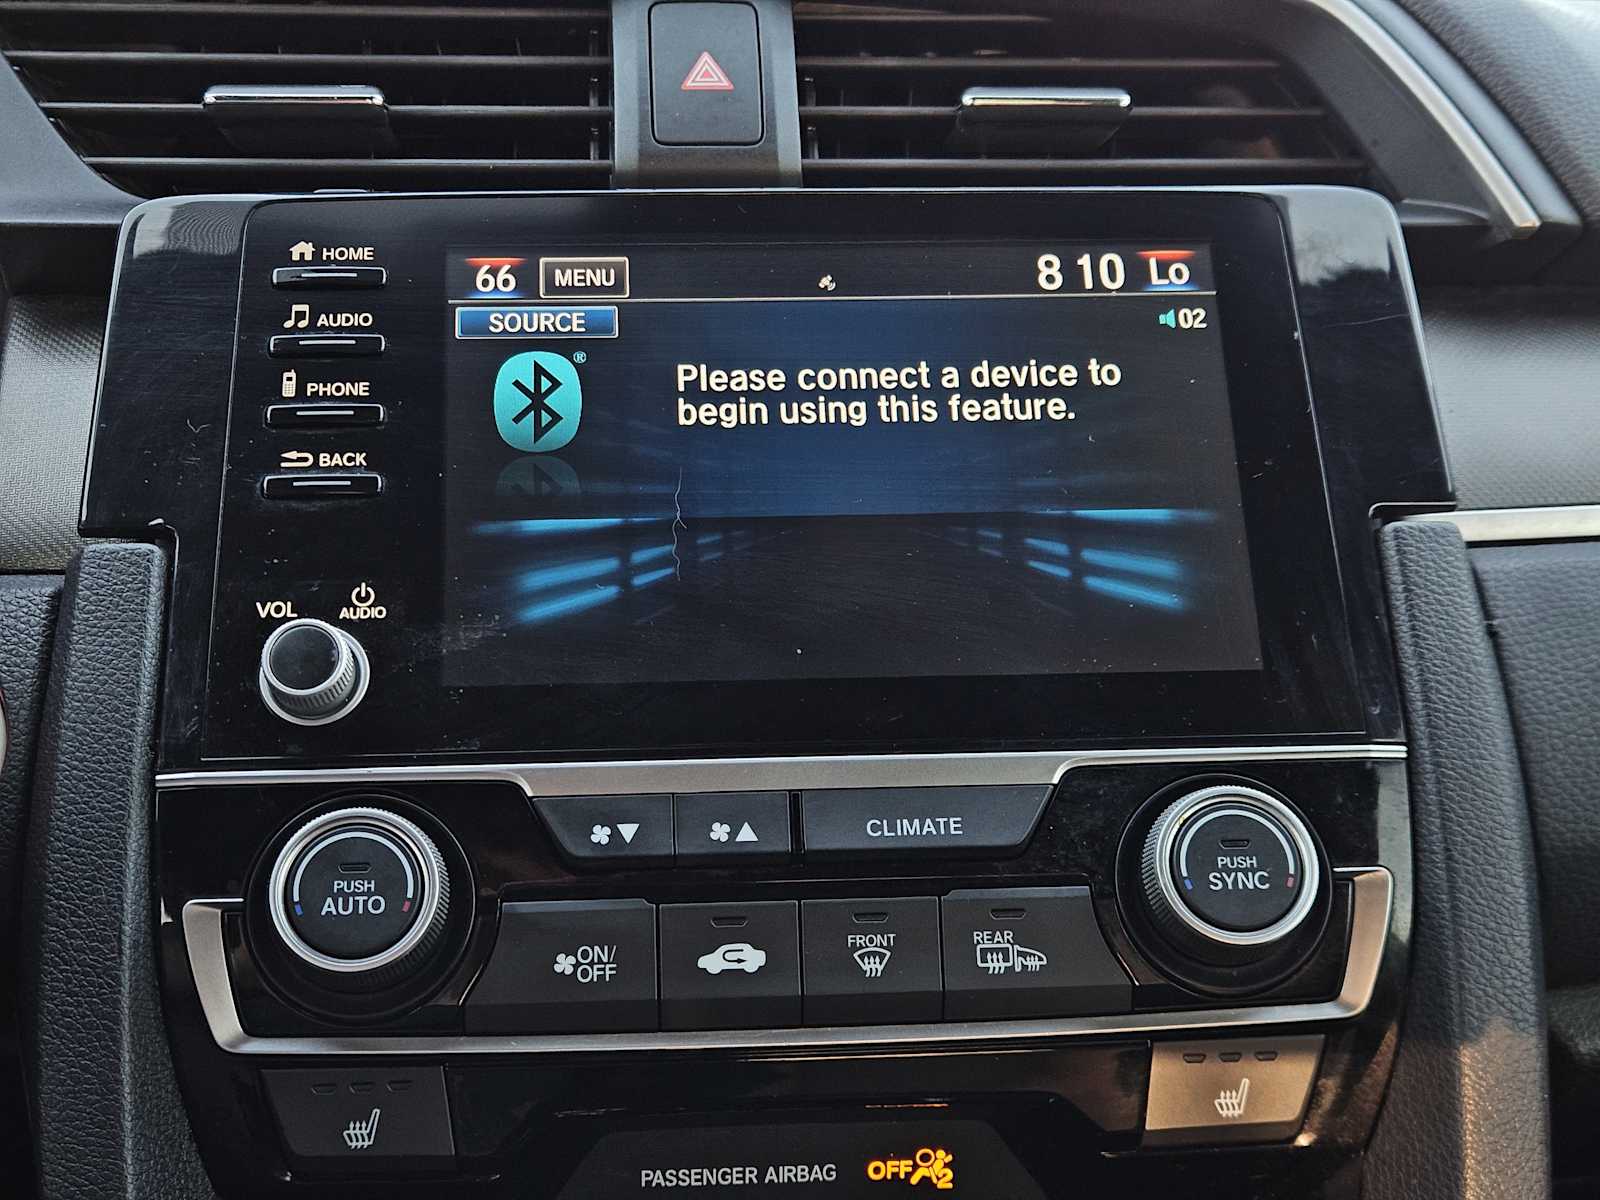 HOME
66
MENU
8 10
Lo
AUDIO
SOURCE
02
®
Please connect a device to
begin using this feature.
PHONE
BACK
VOL
AUDIO
CLIMATE
PUSH
AUTO
PUSH
SYNC
ON/
OFF
FRONT
REAR
PASSENGER AIRBAG
OFF
2